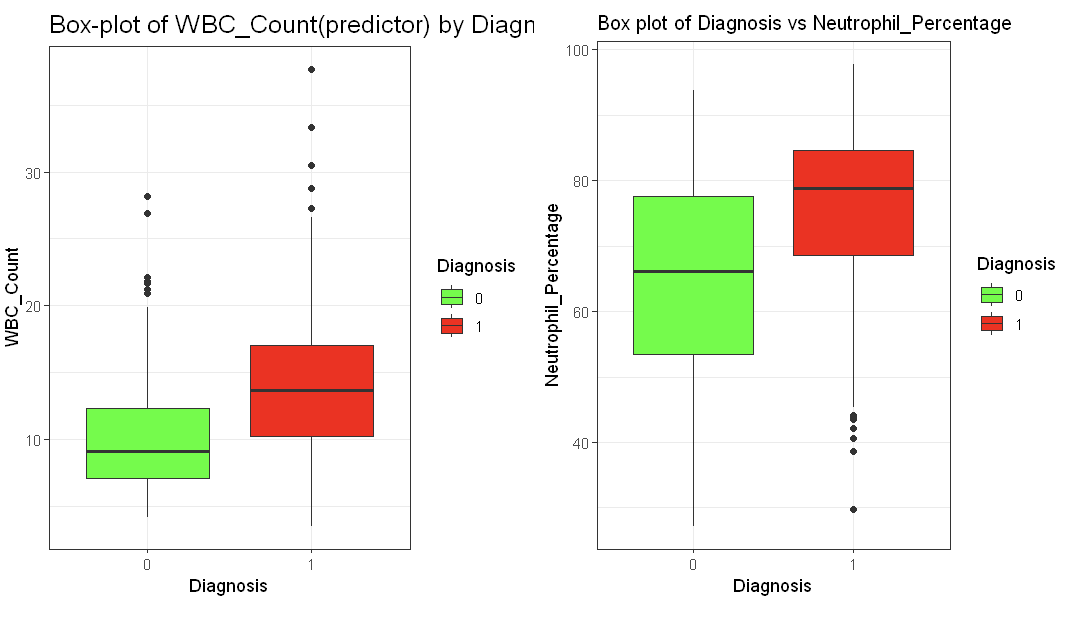 Box-plot of WBC_Count(predictor) by Diagn
WBC_Count
30
20
10
0
1
Diagnosis
Diagnosis
0
1
Box plot of Diagnosis vs Neutrophil_Percentage
Neutrophil_Percentage
100
80
60
40
0
1
Diagnosis
Diagnosis
0
1